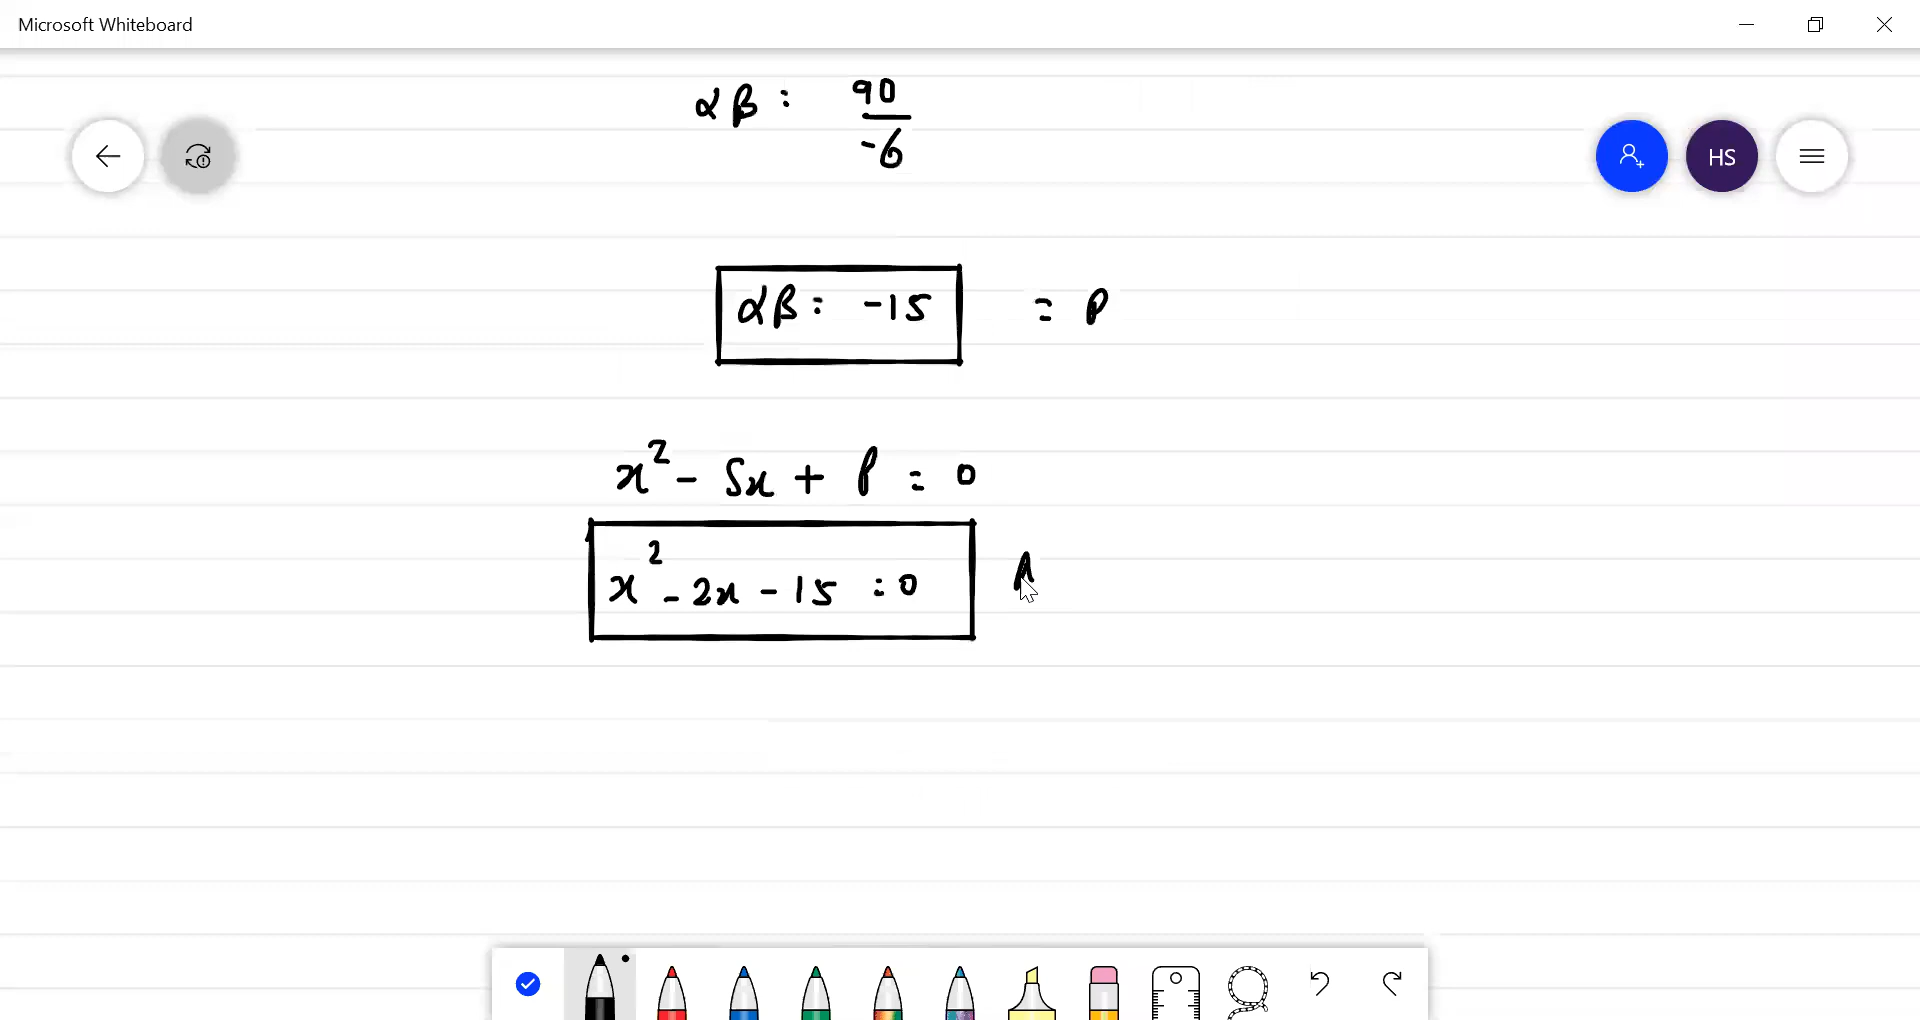 Microsoft Whiteboard
αβ : 90/-6
HS
αβ : -15 = P
x² - Sx + P = 0
x² - 2x - 15 = 0 A